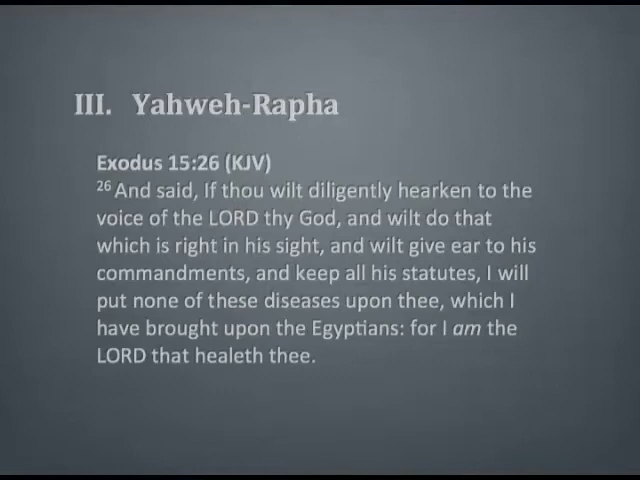 III. Yahweh-Rapha
Exodus 15:26 (KJV)
26 And said, If thou wilt diligently hearken to the
voice of the LORD thy God, and wilt do that
which is right in his sight, and wilt give ear to his
commandments, and keep all his statutes, I will
put none of these diseases upon thee, which I
have brought upon the Egyptians: for I am the
LORD that healeth thee.